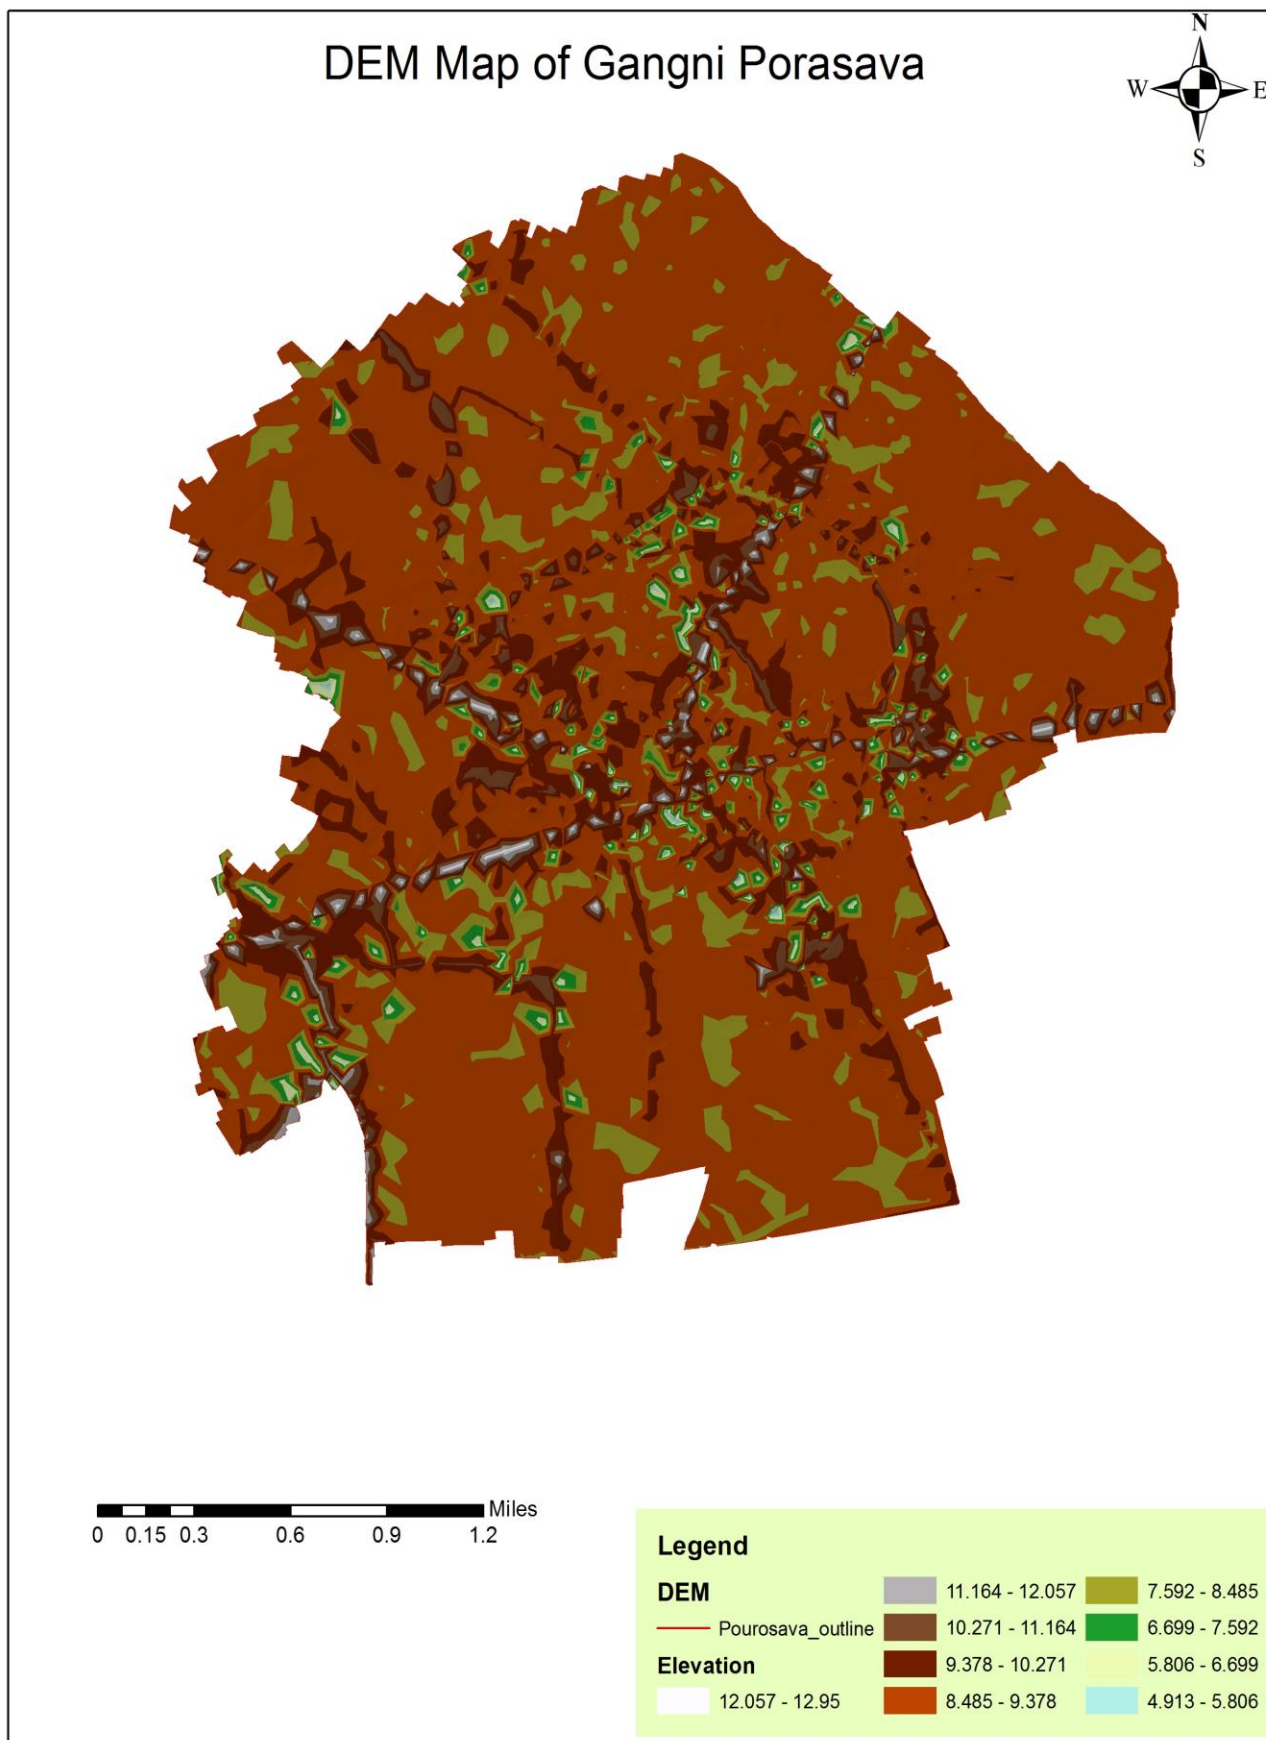 DEM Map of Gangni Porasava
N
W E
S
Miles
0 0.15 0.3 0.6 0.9 1.2
Legend
DEM
Pourosava_outline
Elevation
12.057 - 12.95
11.164 - 12.057
10.271 - 11.164
9.378 - 10.271
8.485 - 9.378
7.592 - 8.485
6.699 - 7.592
5.806 - 6.699
4.913 - 5.806